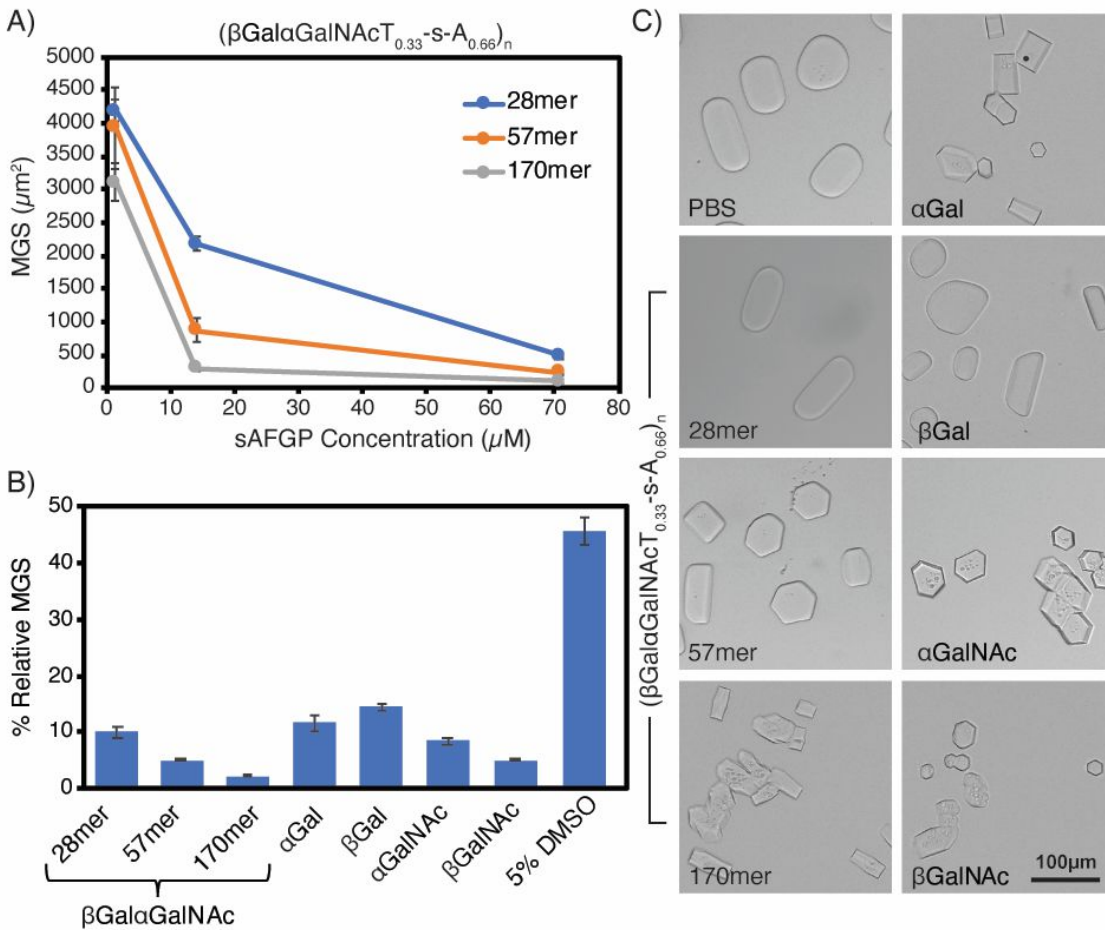 A)
(βGalαGalNAcT0.33-s-A0.66)n
5000
4500
4000
3500
3000
2500
2000
1500
1000
500
0
MGS (µm²)
28mer
57mer
170mer
0 10 20 30 40 50 60 70 80
sAFGP Concentration (µM)
B)
50
40
30
20
10
0
% Relative MGS
28mer
57mer
170mer
αGal
βGal
αGalNAc
βGalNAc
5% DMSO
βGalαGalNAc
C)
PBS
αGal
28mer
βGal
57mer
αGalNAc
170mer
βGalNAc
100µm
(βGalαGalNAcT0.33-s-A0.66)n